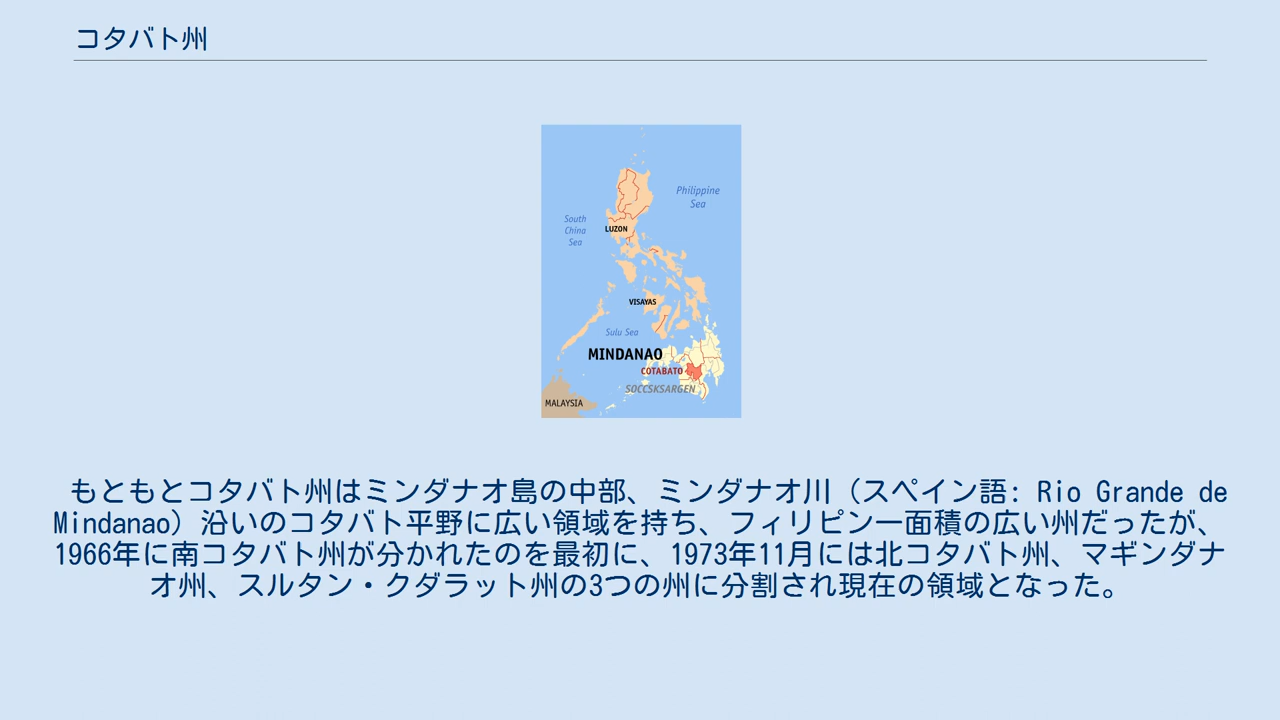 コタバト州
Philippine
Sea
South
China
Sea
LUZON
VISAYAS
Sulu Sea
MINDANAO
COTABATO
SOCCSKSARGEN
MALAYSIA
もともとコタバト州はミンダナオ島の中部、ミンダナオ川（スペイン語: Rio Grande de
Mindanao）沿いのコタバト平野に広い領域を持ち、フィリピン一面積の広い州だったが、
1966年に南コタバト州が分かれたのを最初に、1973年11月には北コタバト州、マギンダナ
オ州、スルタン・クダラット州の3つの州に分割され現在の領域となった。